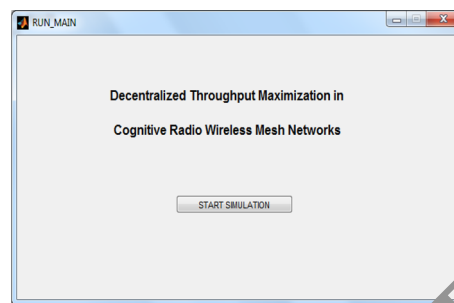 RUN_MAIN
Decentralized Throughput Maximization in
Cognitive Radio Wireless Mesh Networks
START SIMULATION